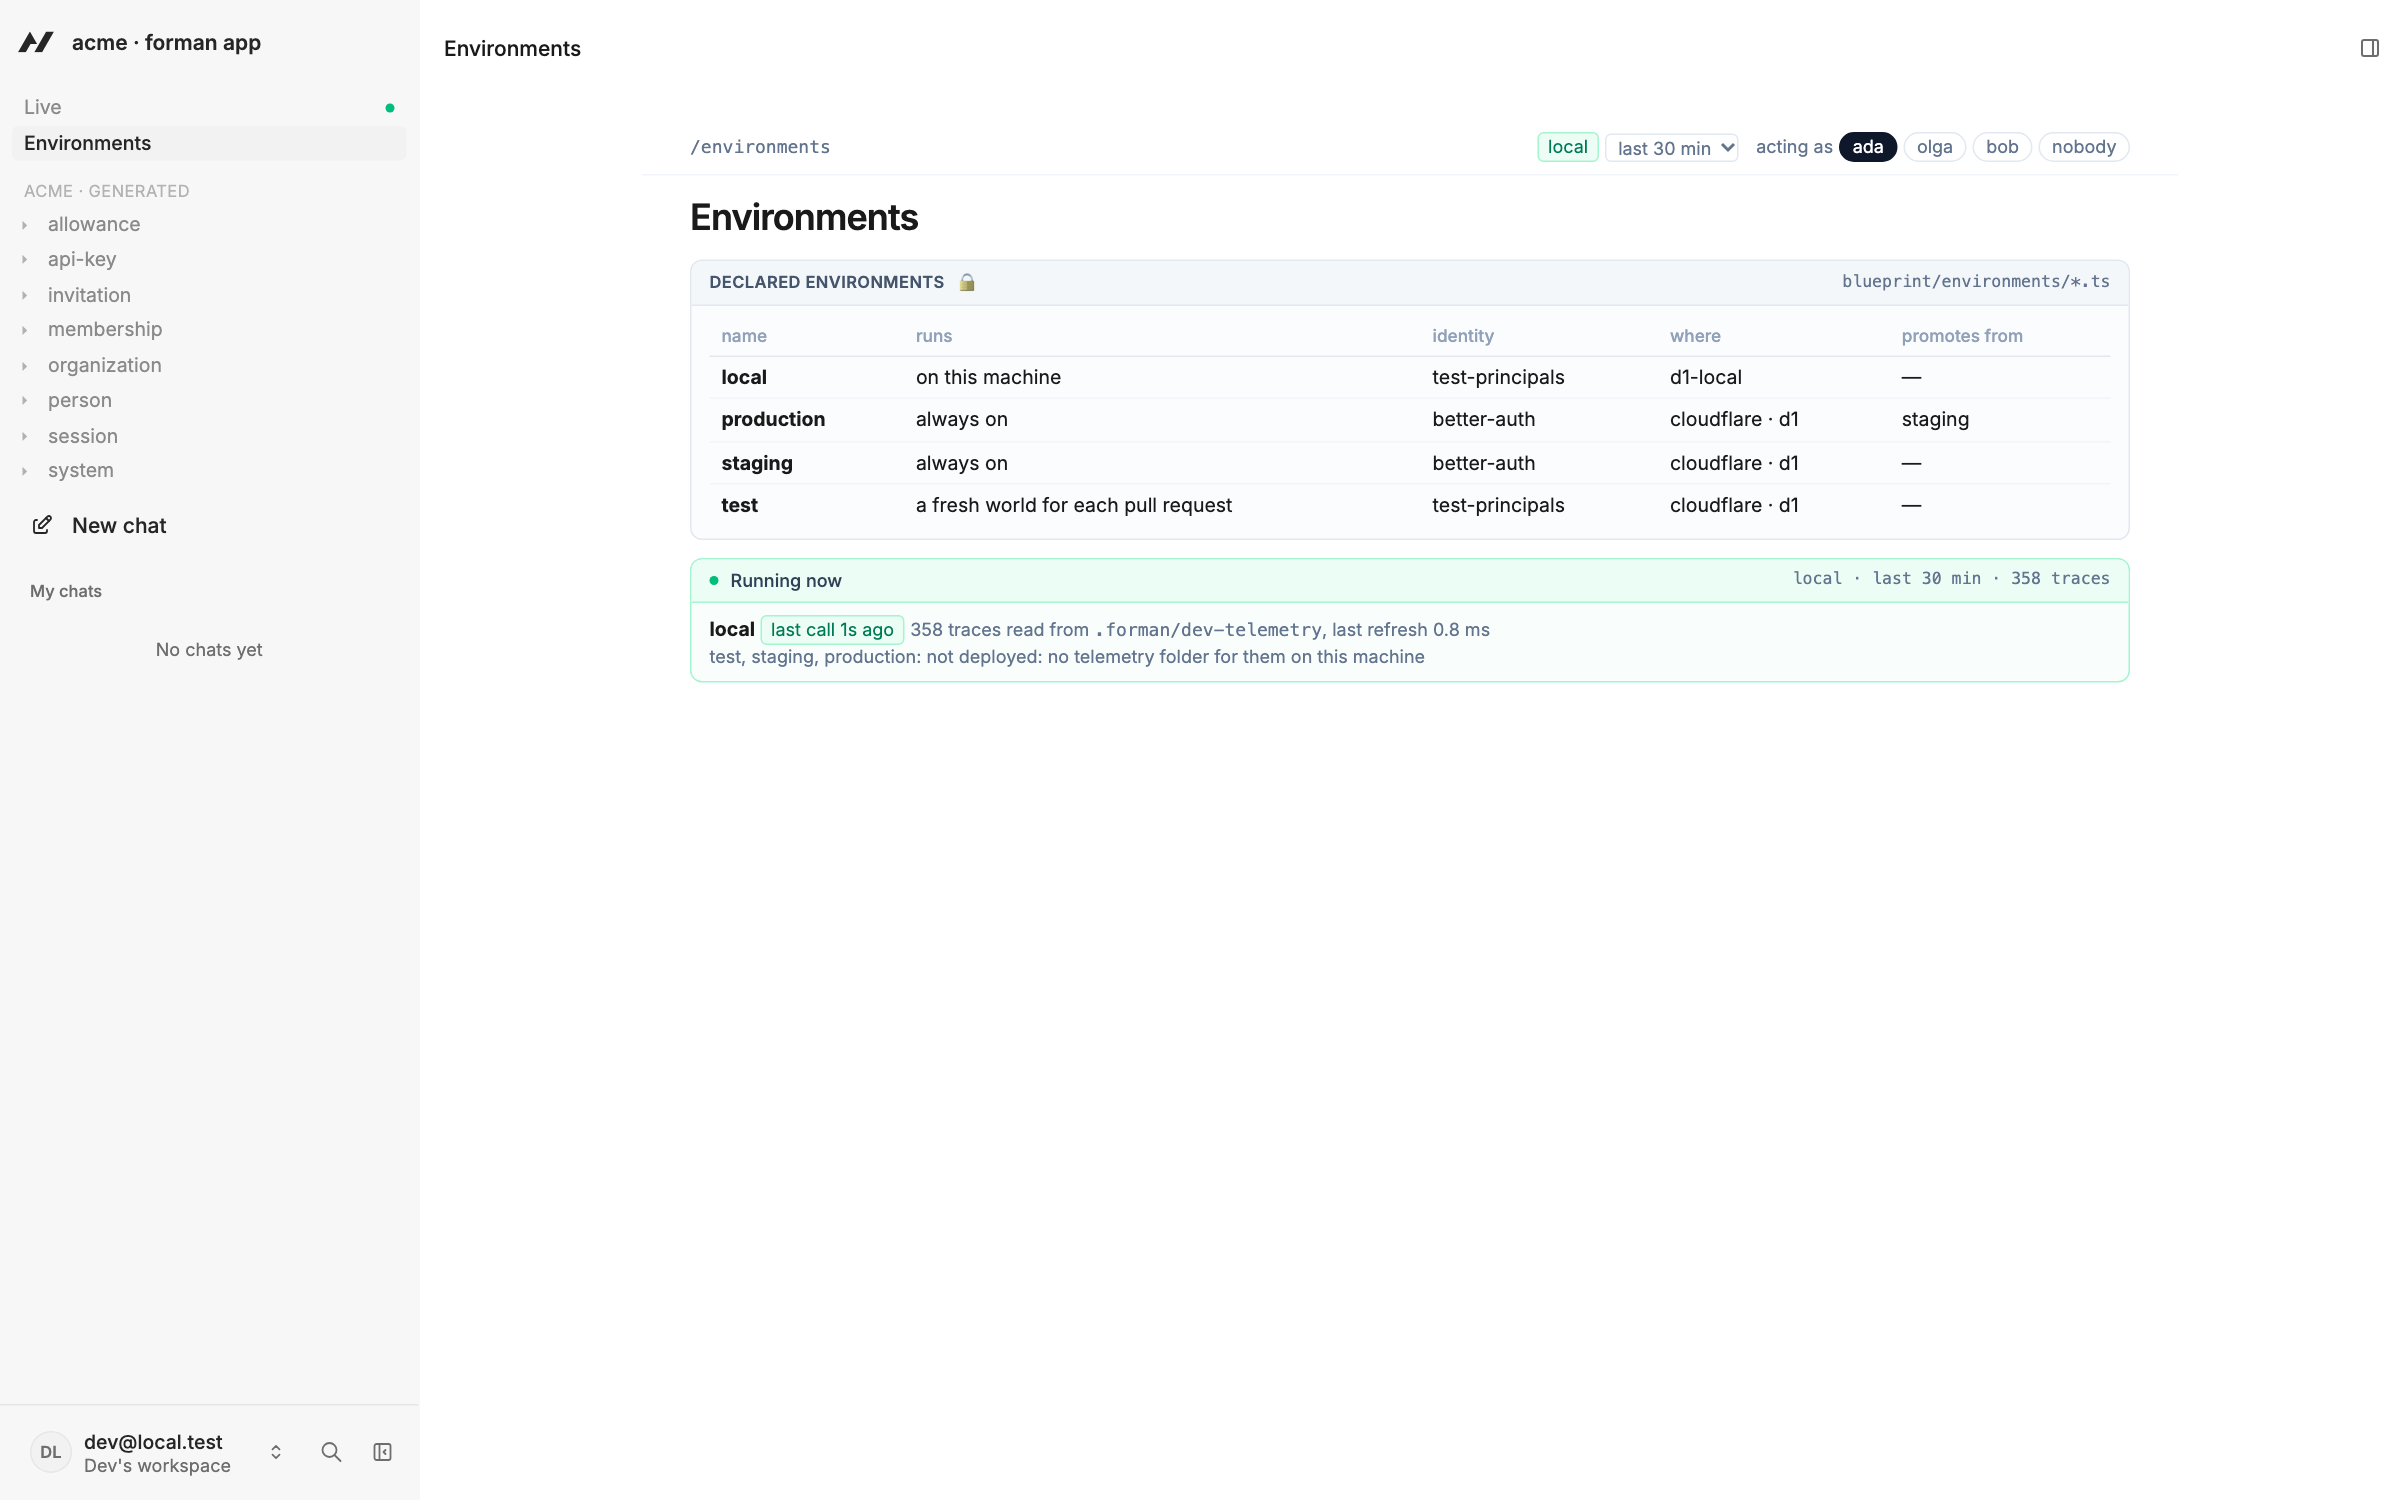 acme · forman app
Live
Environments
ACME · GENERATED
allowance
api-key
invitation
membership
organization
person
session
system
New chat
My chats
No chats yet
DL
dev@local.test
Dev's workspace
Environments
/environments
local last 30 min acting as ada olga bob nobody
Environments
DECLARED ENVIRONMENTS blueprint/environments/*.ts
name runs identity where promotes from
local on this machine test-principals d1-local —
production always on better-auth cloudflare · d1 staging
staging always on better-auth cloudflare · d1 —
test a fresh world for each pull request test-principals cloudflare · d1 —
Running now local · last 30 min · 358 traces
local last call 1s ago 358 traces read from .forman/dev-telemetry, last refresh 0.8 ms
test, staging, production: not deployed: no telemetry folder for them on this machine